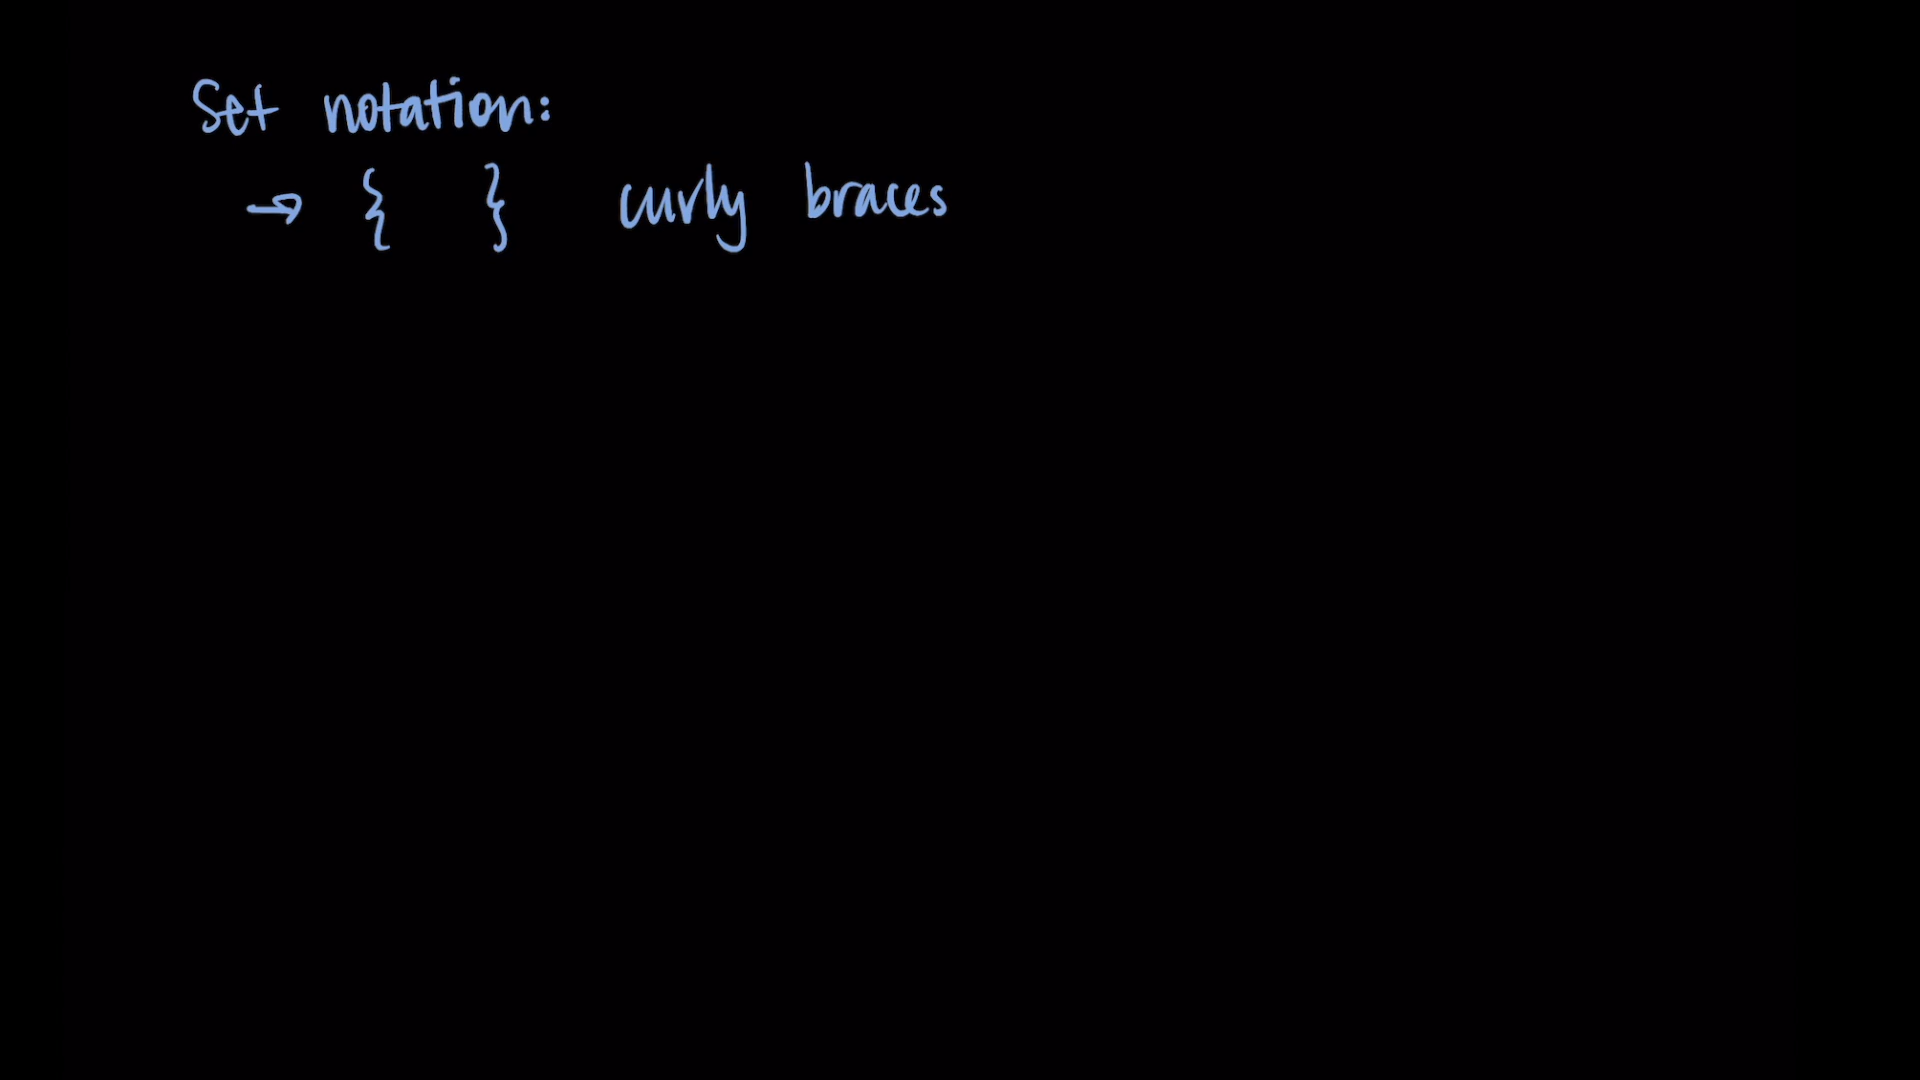 Set notation:
→ { } curly braces